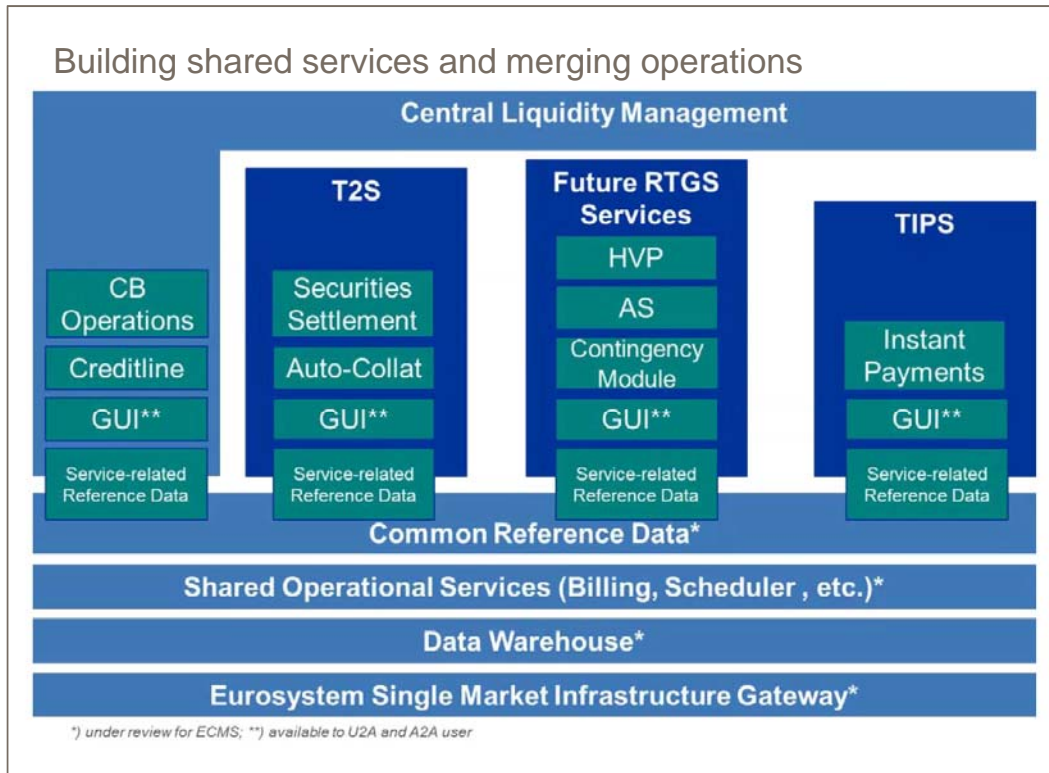 Building shared services and merging operations
Central Liquidity Management
CB
Operations
Creditline
GUI**
Service-related
Reference Data
T2S
Securities
Settlement
Auto-Collat
GUI**
Service-related
Reference Data
Future RTGS
Services
HVP
AS
Contingency
Module
GUI**
Service-related
Reference Data
TIPS
Instant
Payments
GUI**
Service-related
Reference Data
Common Reference Data*
Shared Operational Services (Billing, Scheduler , etc.)*
Data Warehouse*
Eurosystem Single Market Infrastructure Gateway*
*) under review for ECMS; **) available to U2A and A2A user